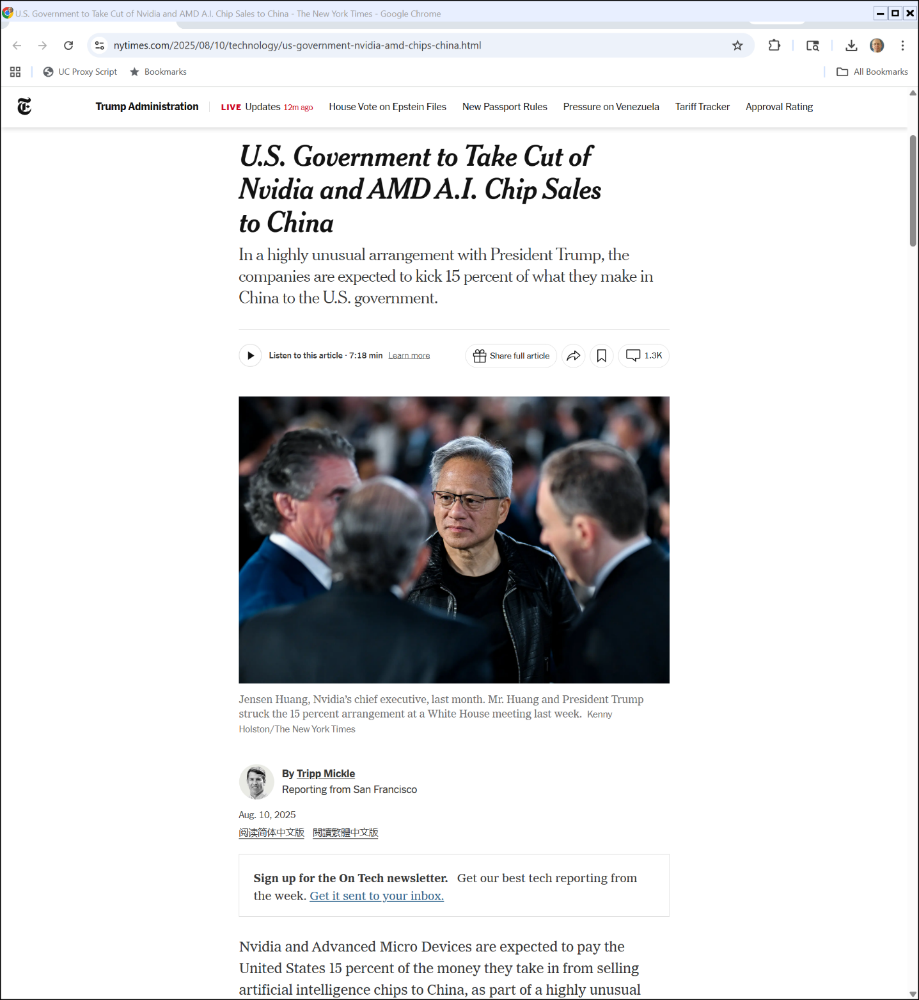 U.S. Government to Take Cut of Nvidia and AMD A.I. Chip Sales to China - The New York Times - Google Chrome
nytimes.com/2025/08/10/technology/us-government-nvidia-amd-chips-china.html
UC Proxy Script Bookmarks All Bookmarks
Trump Administration LIVE Updates 12m ago House Vote on Epstein Files New Passport Rules Pressure on Venezuela Tariff Tracker Approval Rating
U.S. Government to Take Cut of
Nvidia and AMD A.I. Chip Sales
to China
In a highly unusual arrangement with President Trump, the
companies are expected to kick 15 percent of what they make in
China to the U.S. government.
Listen to this article · 7:18 min Learn more Share full article 1.3K
Jensen Huang, Nvidia’s chief executive, last month. Mr. Huang and President Trump
struck the 15 percent arrangement at a White House meeting last week. Kenny
Holston/The New York Times
By Tripp Mickle
Reporting from San Francisco
Aug. 10, 2025
阅读简体中文版 閱讀繁體中文版
Sign up for the On Tech newsletter. Get our best tech reporting from
the week. Get it sent to your inbox.
Nvidia and Advanced Micro Devices are expected to pay the
United States 15 percent of the money they take in from selling
artificial intelligence chips to China, as part of a highly unusual